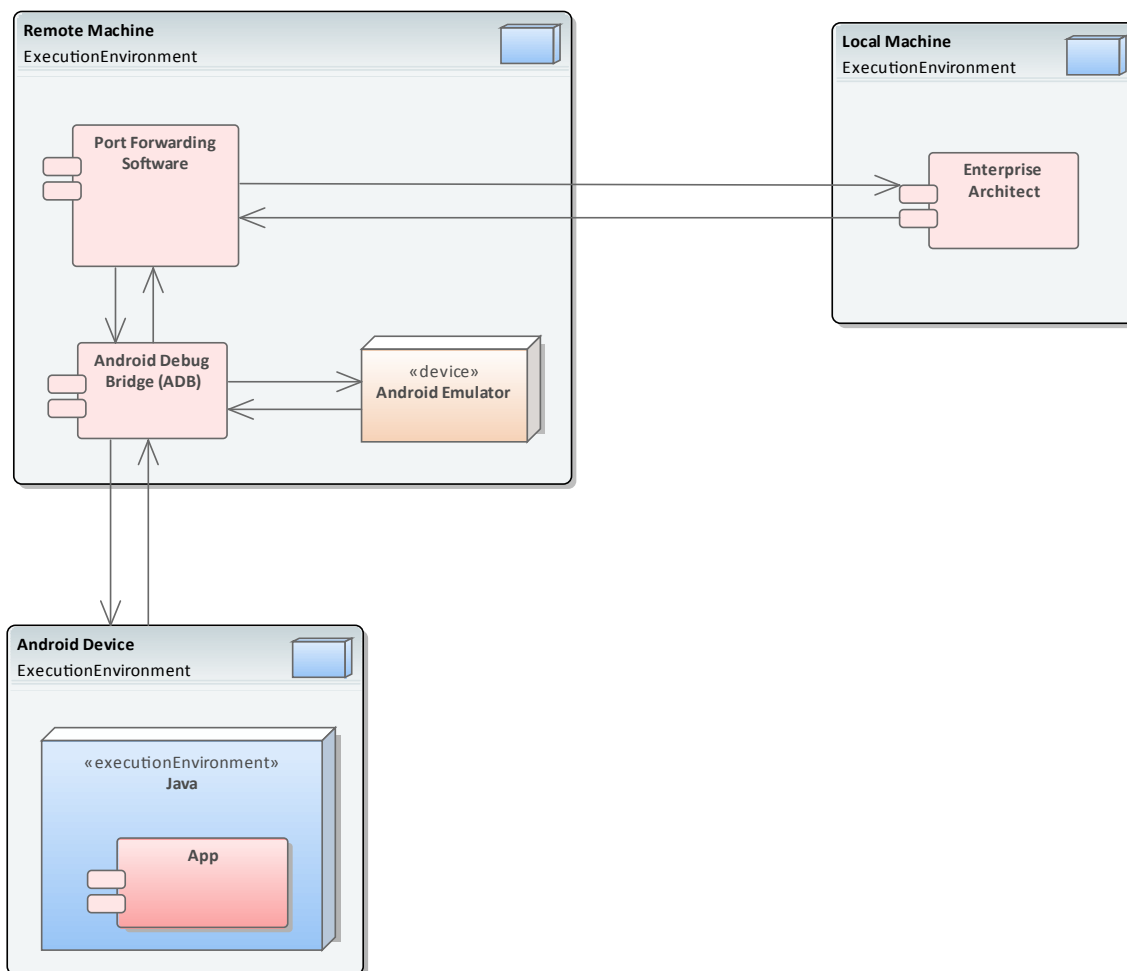 Remote Machine
ExecutionEnvironment
Port Forwarding
Software
Android Debug
Bridge (ADB)
«device»
Android Emulator
Local Machine
ExecutionEnvironment
Enterprise
Architect
Android Device
ExecutionEnvironment
«executionEnvironment»
Java
App